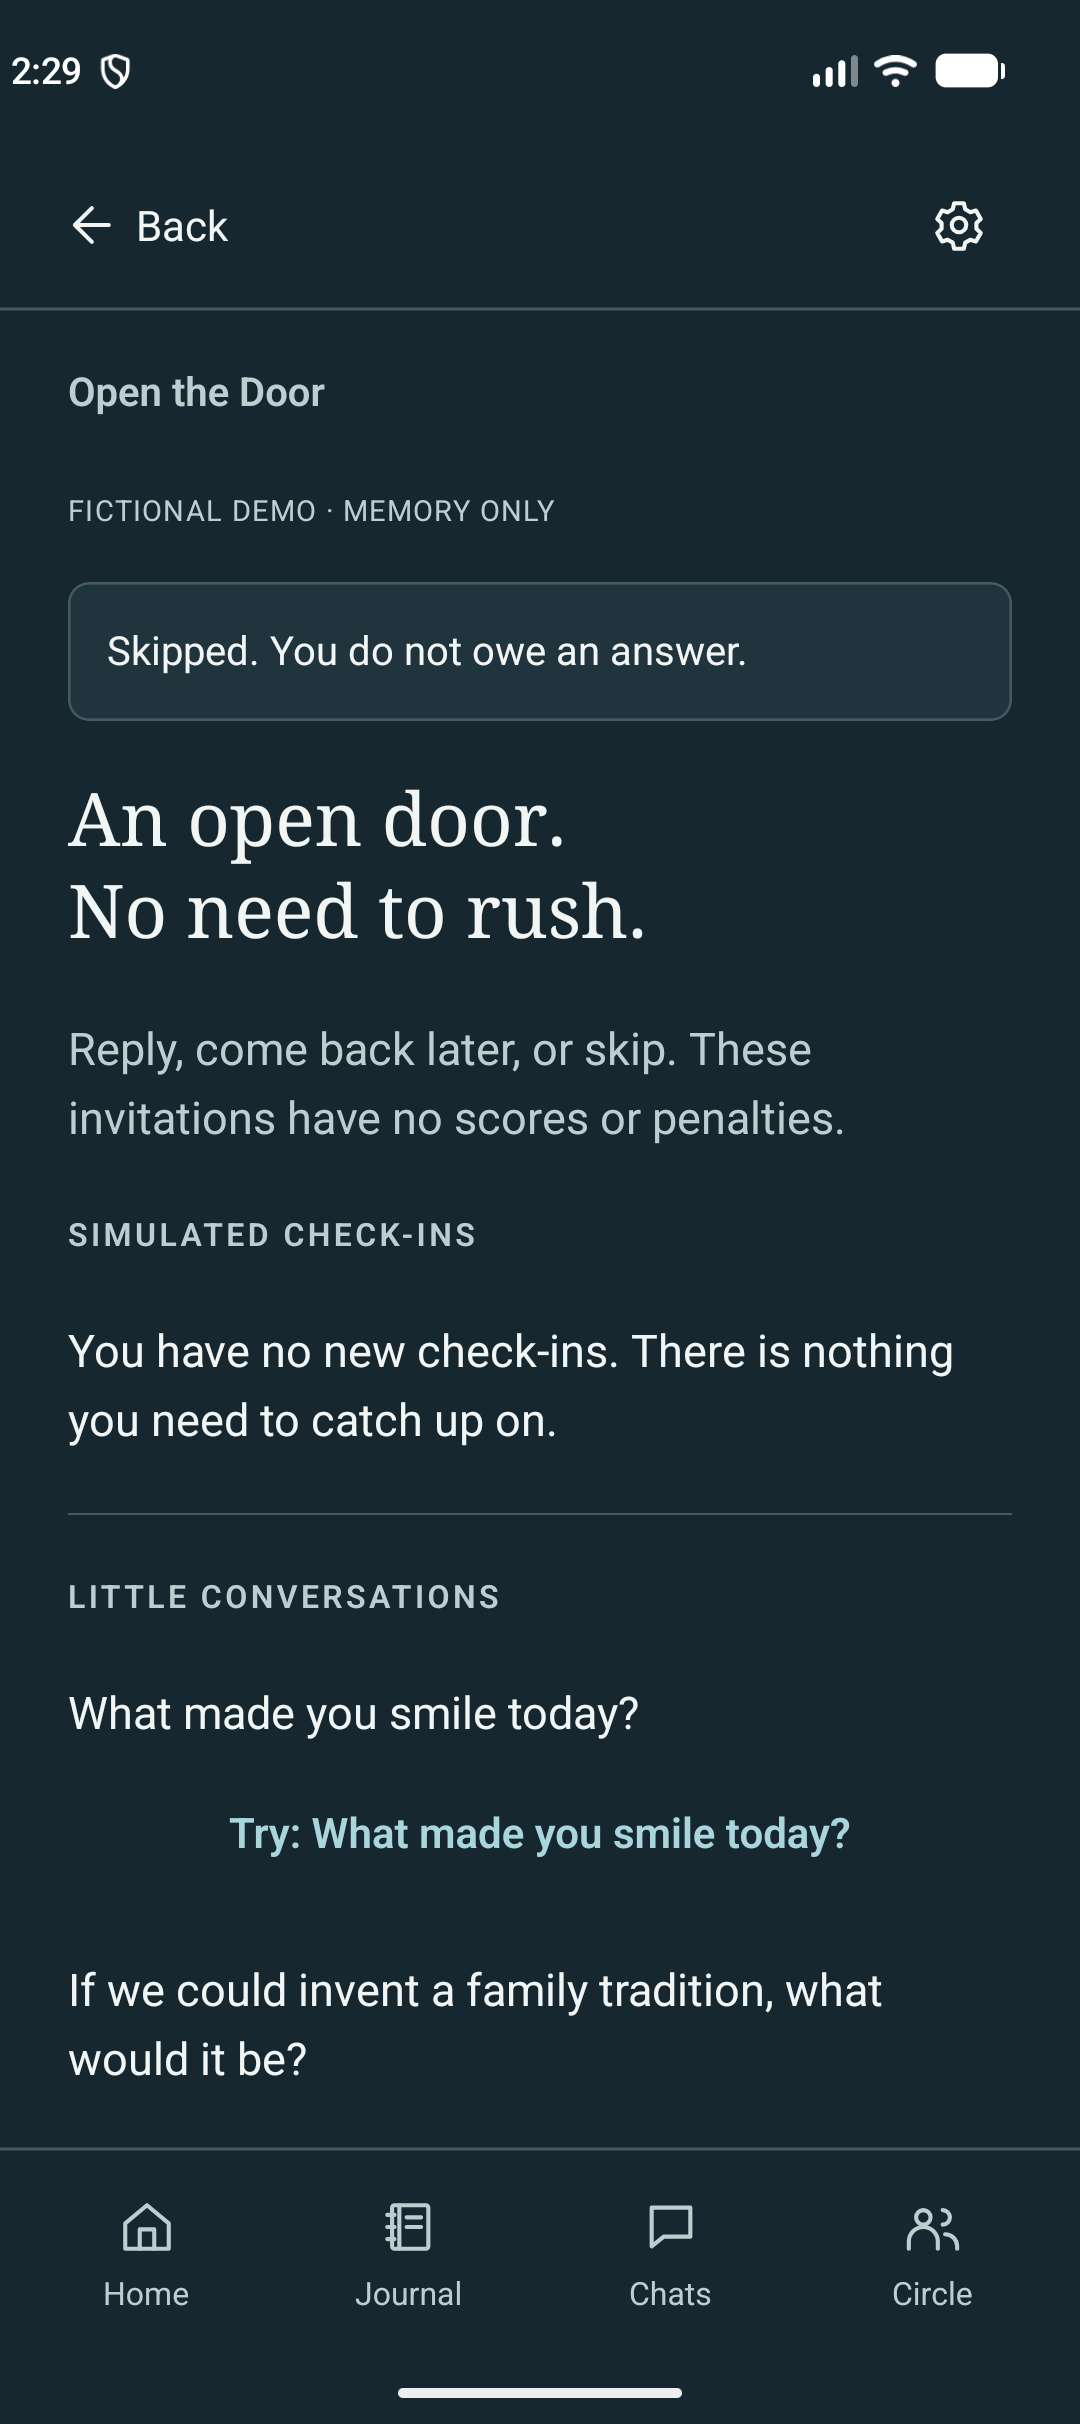 2:29
Back
Open the Door
FICTIONAL DEMO · MEMORY ONLY
Skipped. You do not owe an answer.
An open door.
No need to rush.
Reply, come back later, or skip. These
invitations have no scores or penalties.
SIMULATED CHECK-INS
You have no new check-ins. There is nothing
you need to catch up on.
LITTLE CONVERSATIONS
What made you smile today?
Try: What made you smile today?
If we could invent a family tradition, what
would it be?
Home
Journal
Chats
Circle